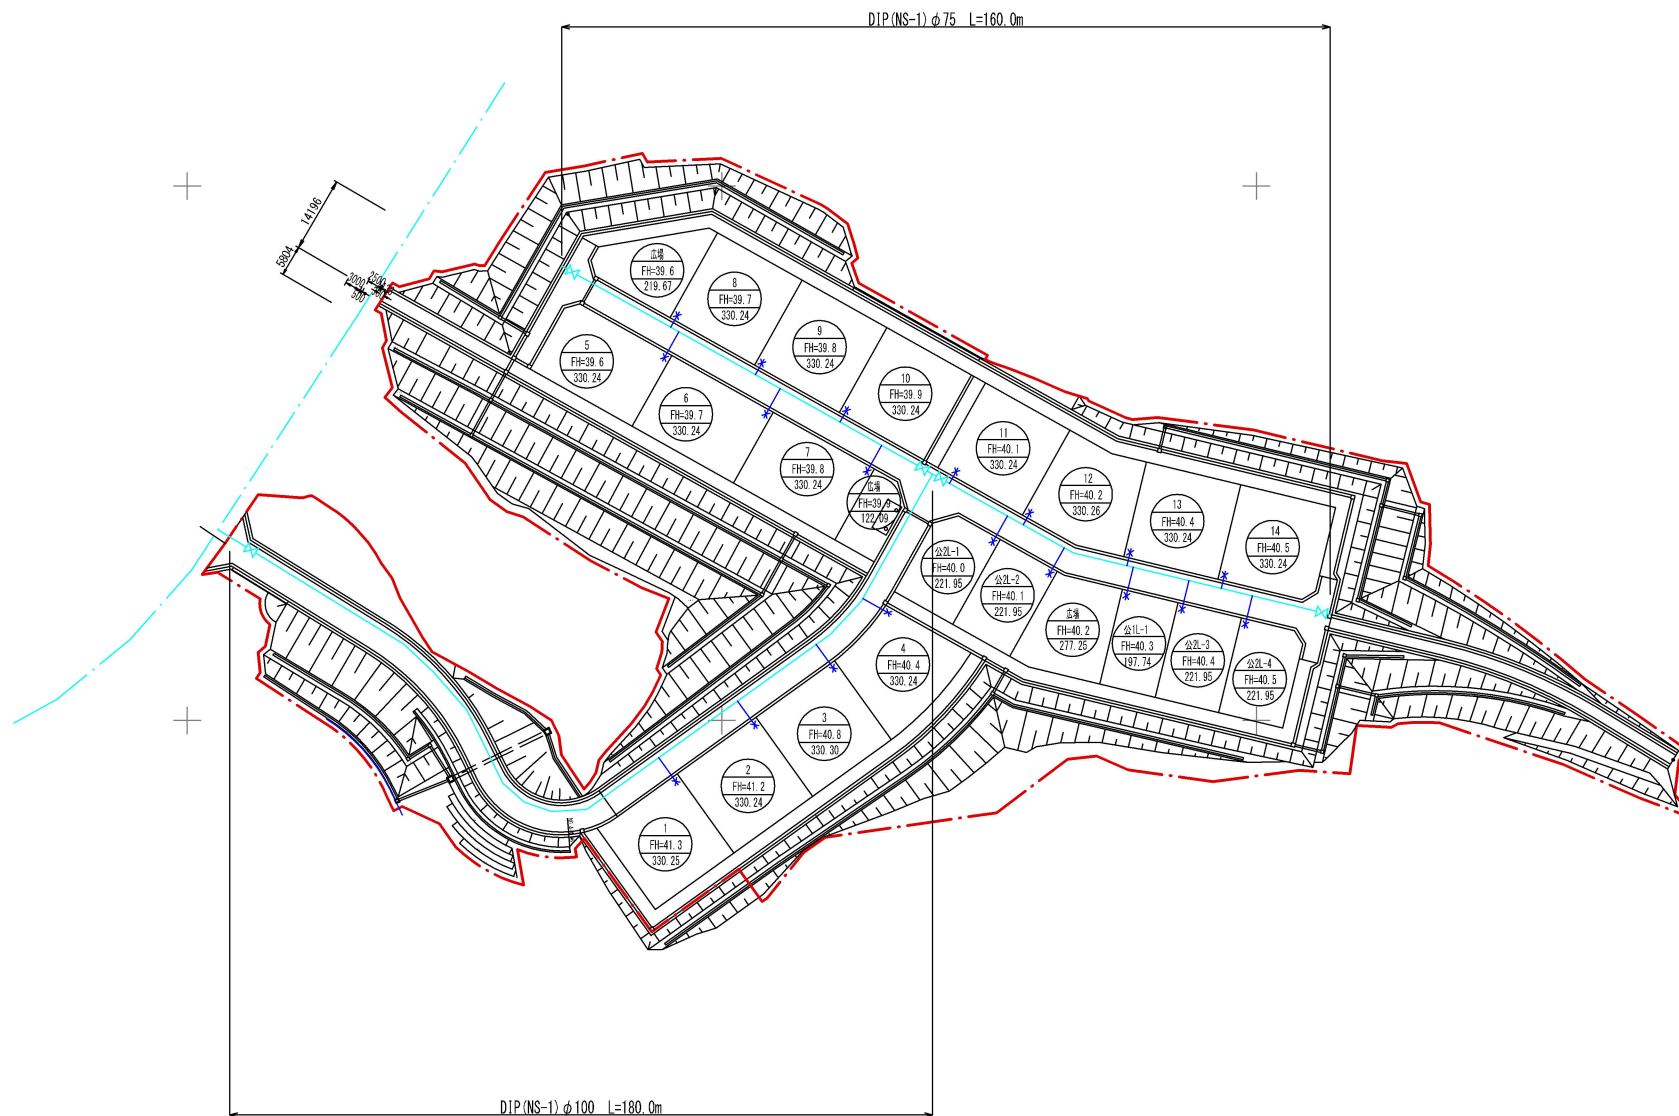 DIP(NS-1)φ75 L=160.0m
14196
5804
3000
500
2500
広場
FH=39.6
219.67
8
FH=39.7
330.24
9
FH=39.8
330.24
10
FH=39.9
330.24
5
FH=39.6
330.24
6
FH=39.7
330.24
7
FH=39.8
330.24
広場
FH=39.9
122.09
11
FH=40.1
330.24
12
FH=40.2
330.26
13
FH=40.4
330.24
14
FH=40.5
330.24
公2L-1
FH=40.0
221.95
公2L-2
FH=40.1
221.95
広場
FH=40.2
277.25
公1L-1
FH=40.3
197.74
公2L-3
FH=40.4
221.95
公2L-4
FH=40.5
221.95
4
FH=40.4
330.24
3
FH=40.8
330.30
2
FH=41.2
330.24
1
FH=41.3
330.25
DIP(NS-1)φ100 L=180.0m